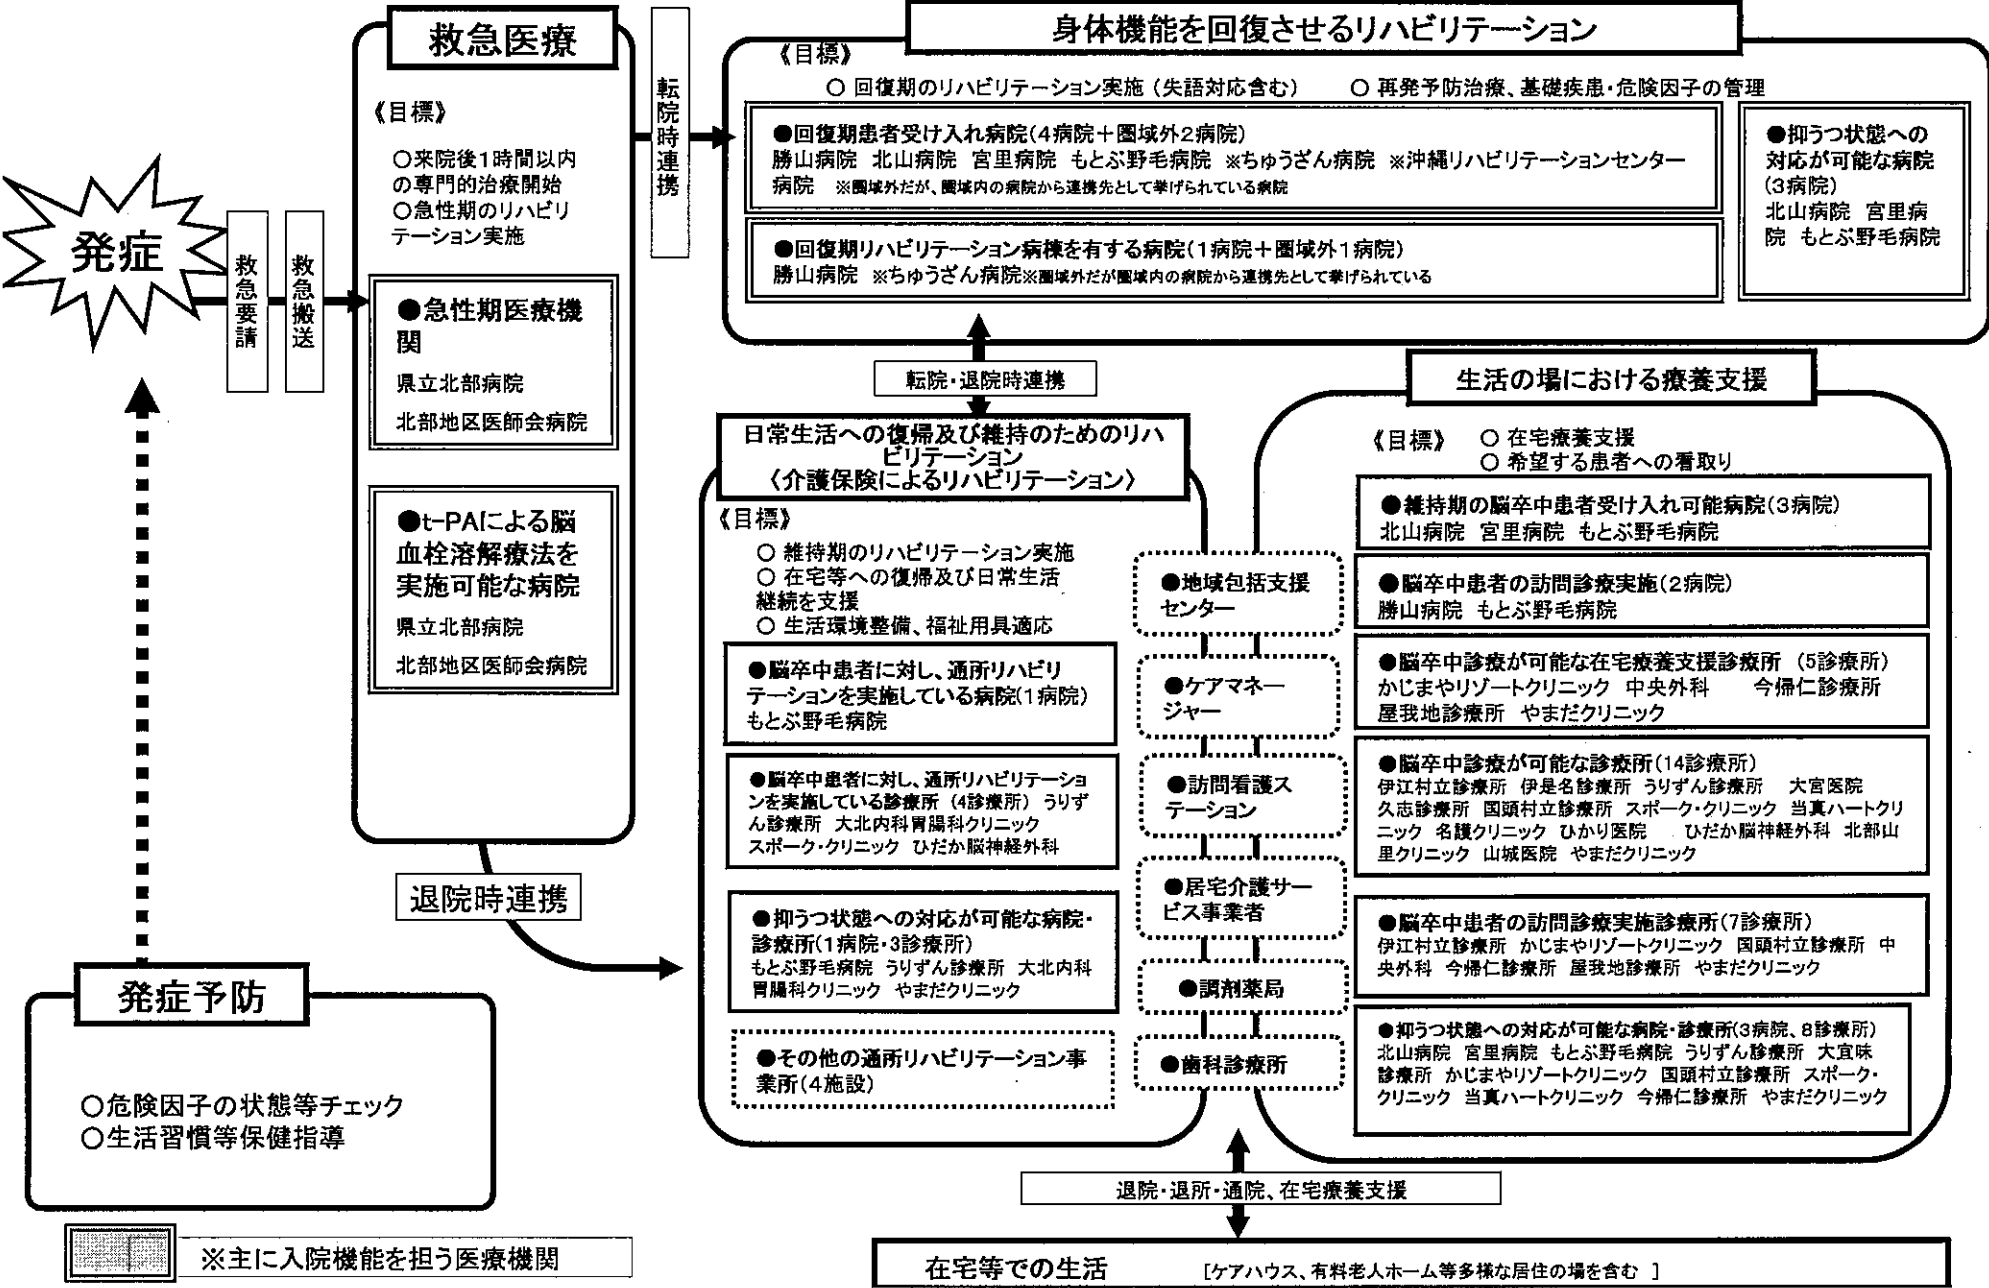 救急医療
《目標》
○来院後1時間以内
の専門的治療開始
○急性期のリハビリ
テーション実施
●急性期医療機
関
県立北部病院
北部地区医師会病院
●t-PAによる脳
血栓溶解療法を
実施可能な病院
県立北部病院
北部地区医師会病院
発症
救急要請
救急搬送
転院時連携
身体機能を回復させるリハビリテーション
《目標》
○ 回復期のリハビリテーション実施（失語対応含む）　○ 再発予防治療、基礎疾患・危険因子の管理
●回復期患者受け入れ病院(4病院＋圏域外2病院)
勝山病院 北山病院 宮里病院 もとぶ野毛病院 ※ちゅうざん病院 ※沖縄リハビリテーションセンター
病院 ※圏域外だが、圏域内の病院から連携先として挙げられている病院
●回復期リハビリテーション病棟を有する病院(1病院＋圏域外1病院)
勝山病院 ※ちゅうざん病院※圏域外だが圏域内の病院から連携先として挙げられている
●抑うつ状態への
対応が可能な病院
(3病院)
北山病院 宮里病
院 もとぶ野毛病院
転院・退院時連携
日常生活への復帰及び維持のためのリハ
ビリテーション
〈介護保険によるリハビリテーション〉
《目標》
○ 維持期のリハビリテーション実施
○ 在宅等への復帰及び日常生活
継続を支援
○ 生活環境整備、福祉用具適応
●脳卒中患者に対し、通所リハビリ
テーションを実施している病院(1病院)
もとぶ野毛病院
●脳卒中患者に対し、通所リハビリテーショ
ンを実施している診療所（4診療所）うりず
ん診療所 大北内科胃腸科クリニック
スポーク・クリニック ひだか脳神経外科
●抑うつ状態への対応が可能な病院・
診療所(1病院・3診療所)
もとぶ野毛病院 うりずん診療所 大北内科
胃腸科クリニック やまだクリニック
●その他の通所リハビリテーション事
業所(4施設)
●地域包括支援
センター
●ケアマネー
ジャー
●訪問看護ス
テーション
●居宅介護サー
ビス事業者
●調剤薬局
●歯科診療所
生活の場における療養支援
《目標》 ○ 在宅療養支援
○ 希望する患者への看取り
●維持期の脳卒中患者受け入れ可能病院(3病院)
北山病院 宮里病院 もとぶ野毛病院
●脳卒中患者の訪問診療実施(2病院)
勝山病院 もとぶ野毛病院
●脳卒中診療が可能な在宅療養支援診療所（5診療所）
かじまやリゾートクリニック 中央外科 今帰仁診療所
屋我地診療所 やまだクリニック
●脳卒中診療が可能な診療所(14診療所)
伊江村立診療所 伊是名診療所 うりずん診療所 大宮医院
久志診療所 国頭村立診療所 スポーク・クリニック 当真ハートクリ
ニック 名護クリニック ひかり医院 ひだか脳神経外科 北部山
里クリニック 山城医院 やまだクリニック
●脳卒中患者の訪問診療実施診療所(7診療所)
伊江村立診療所 かじまやリゾートクリニック 国頭村立診療所 中
央外科 今帰仁診療所 屋我地診療所 やまだクリニック
●抑うつ状態への対応が可能な病院・診療所(3病院、8診療所)
北山病院 宮里病院 もとぶ野毛病院 うりずん診療所 大宜味
診療所 かじまやリゾートクリニック 国頭村立診療所 スポーク・
クリニック 当真ハートクリニック 今帰仁診療所 やまだクリニック
退院時連携
発症予防
○危険因子の状態等チェック
○生活習慣等保健指導
退院・退所・通院、在宅療養支援
※主に入院機能を担う医療機関
在宅等での生活 [ケアハウス、有料老人ホーム等多様な居住の場を含む ]